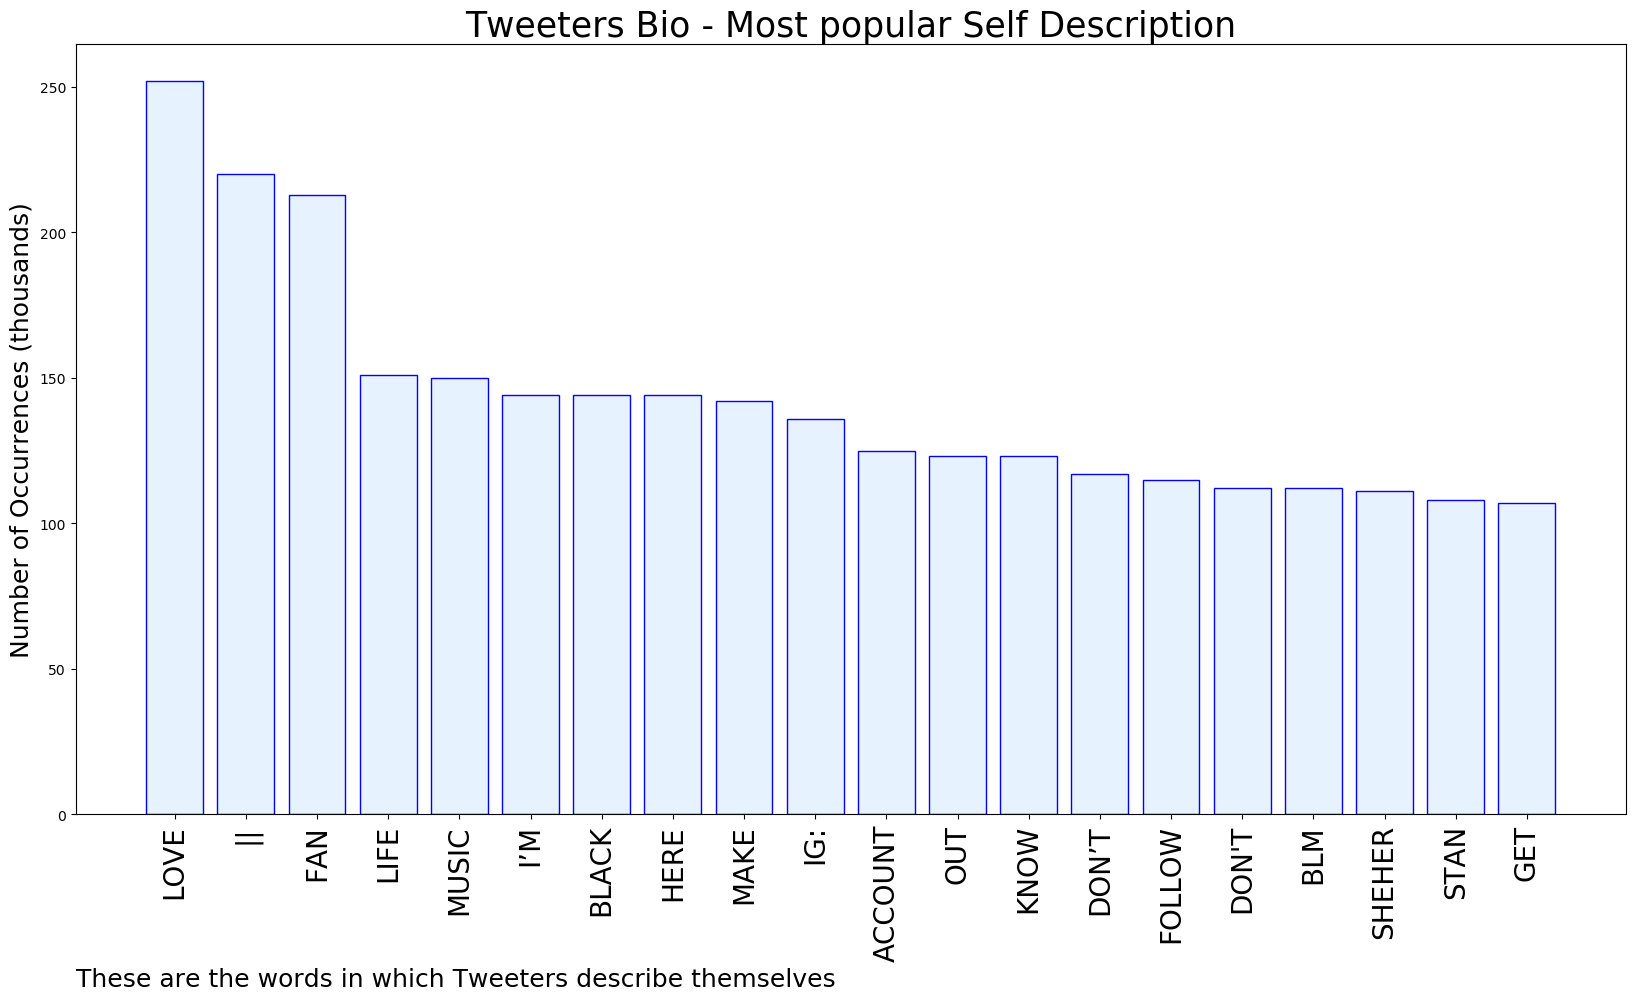 Tweeters Bio - Most popular Self Description
Number of Occurrences (thousands)
250
200
150
100
50
0
LOVE
||
FAN
LIFE
MUSIC
I’M
BLACK
HERE
MAKE
IG:
ACCOUNT
OUT
KNOW
DON’T
FOLLOW
DON'T
BLM
SHEHER
STAN
GET
These are the words in which Tweeters describe themselves